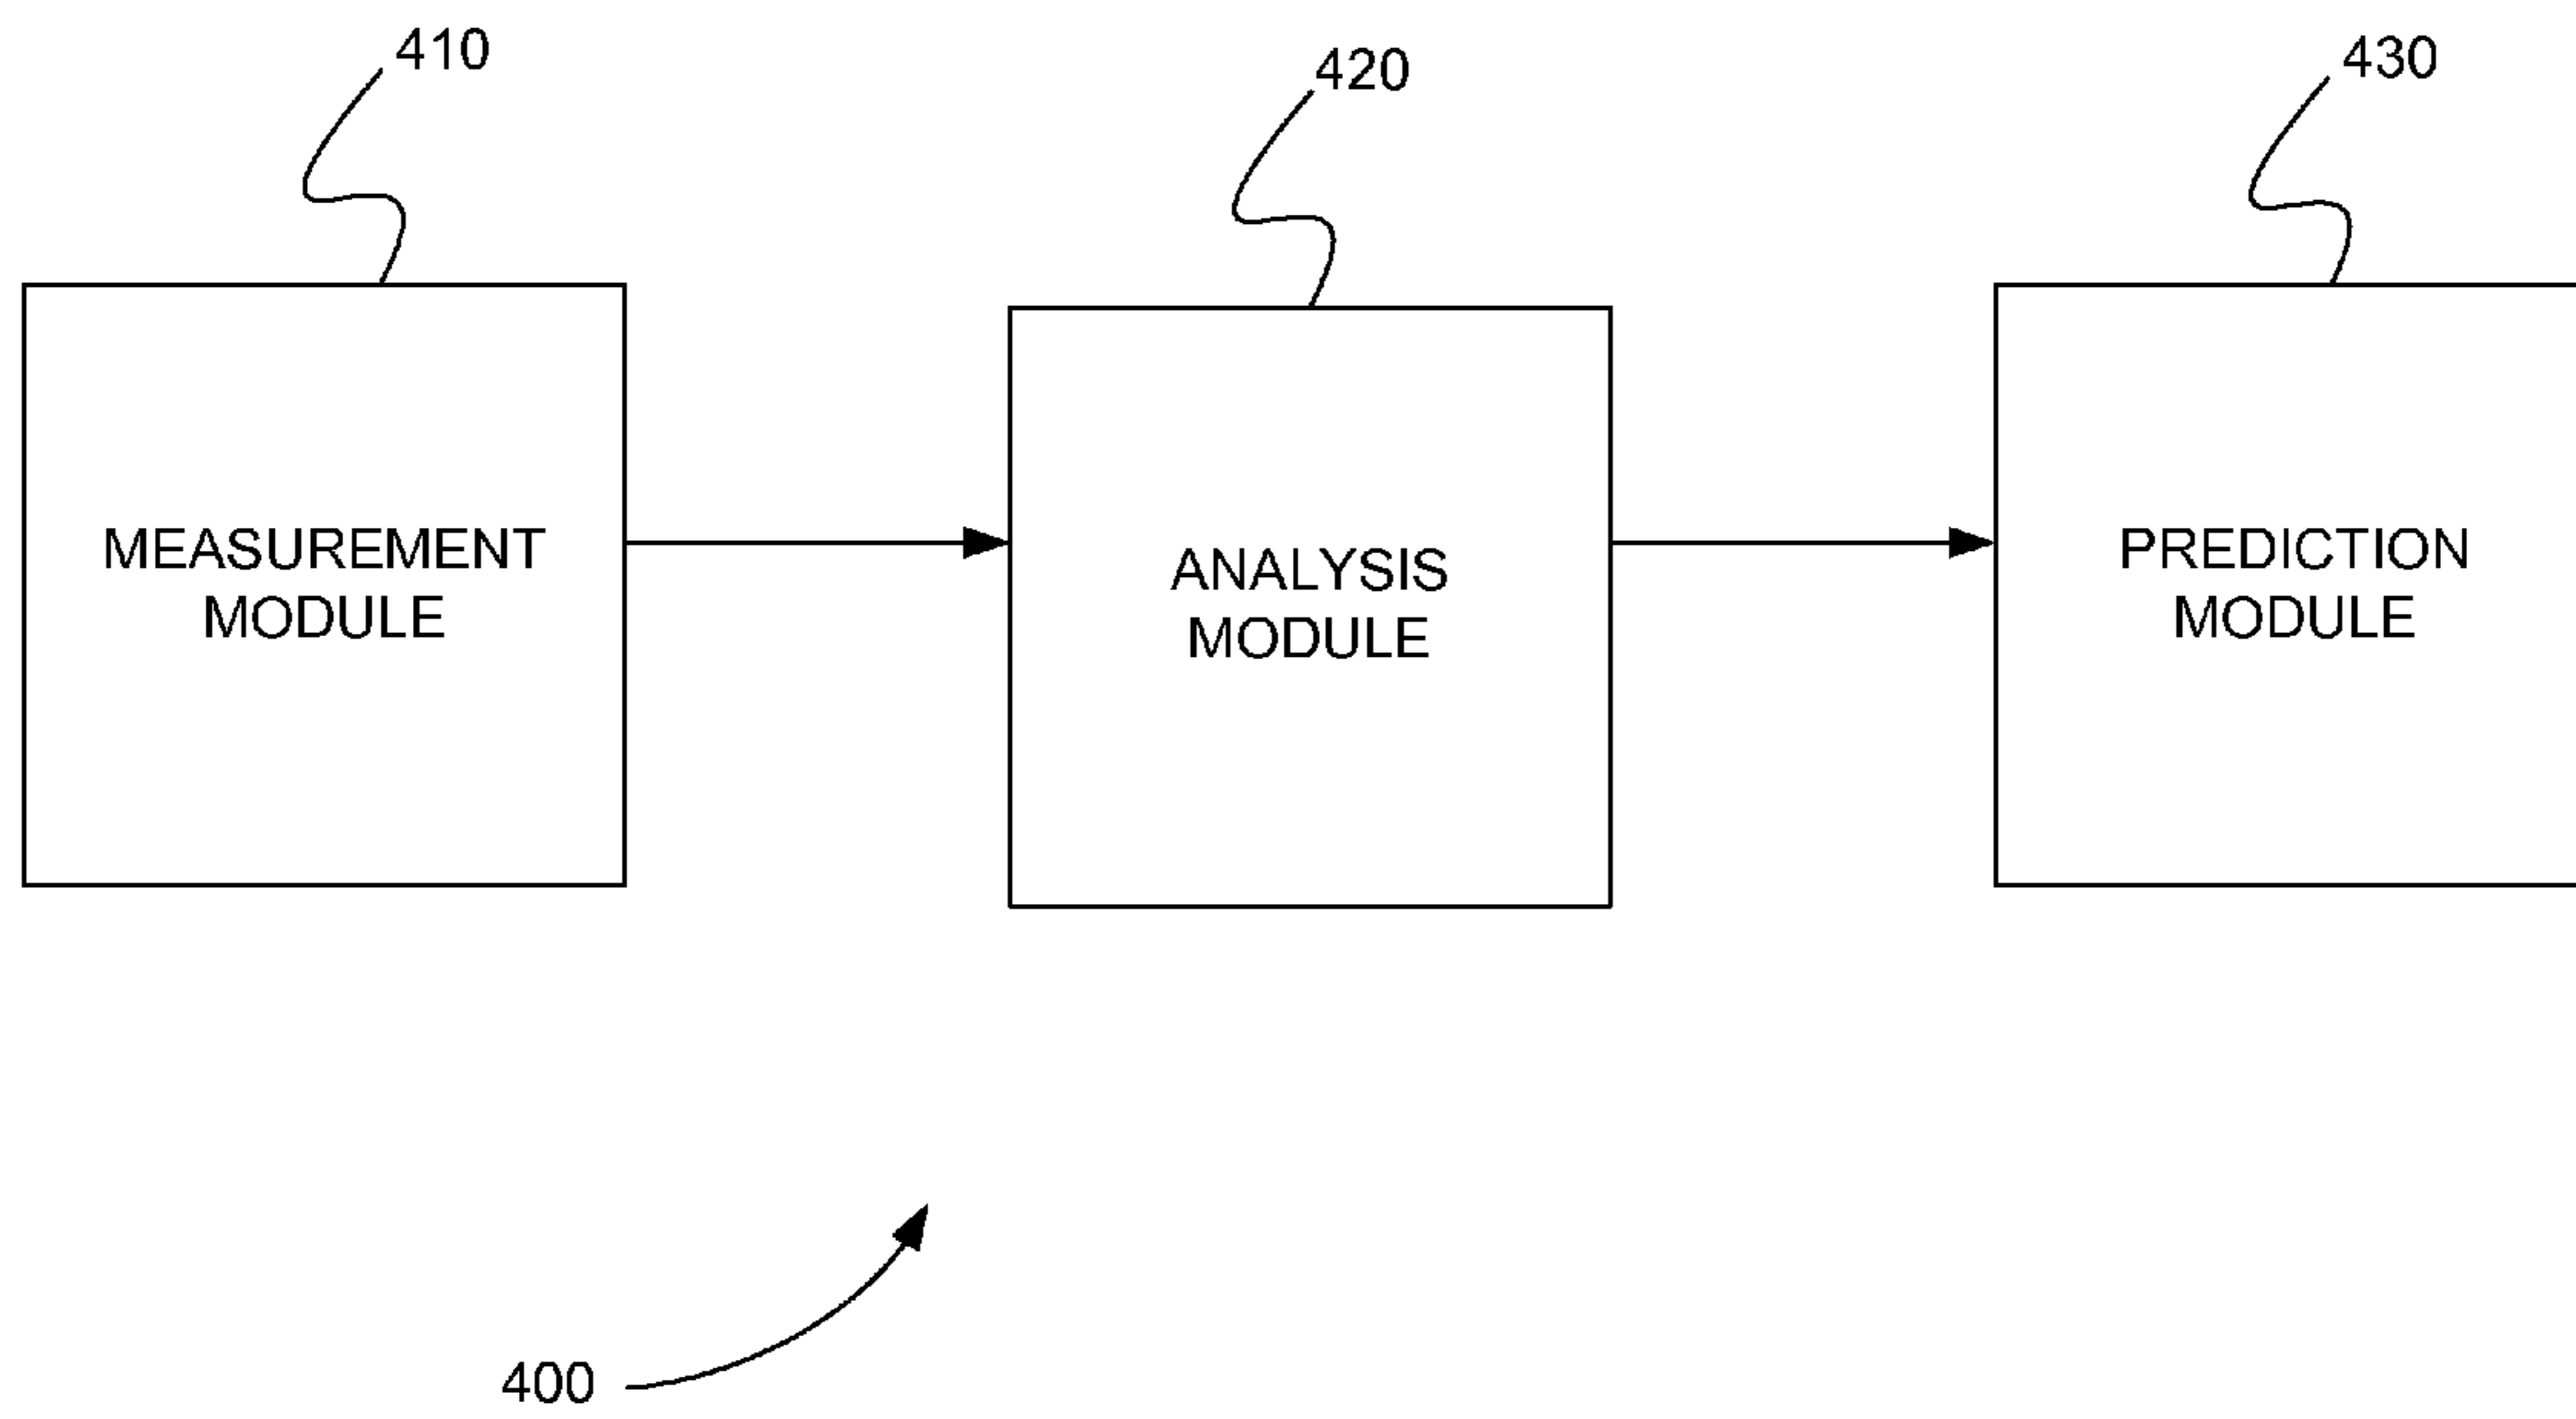 410
420
430
MEASUREMENT
MODULE
ANALYSIS
MODULE
PREDICTION
MODULE
400